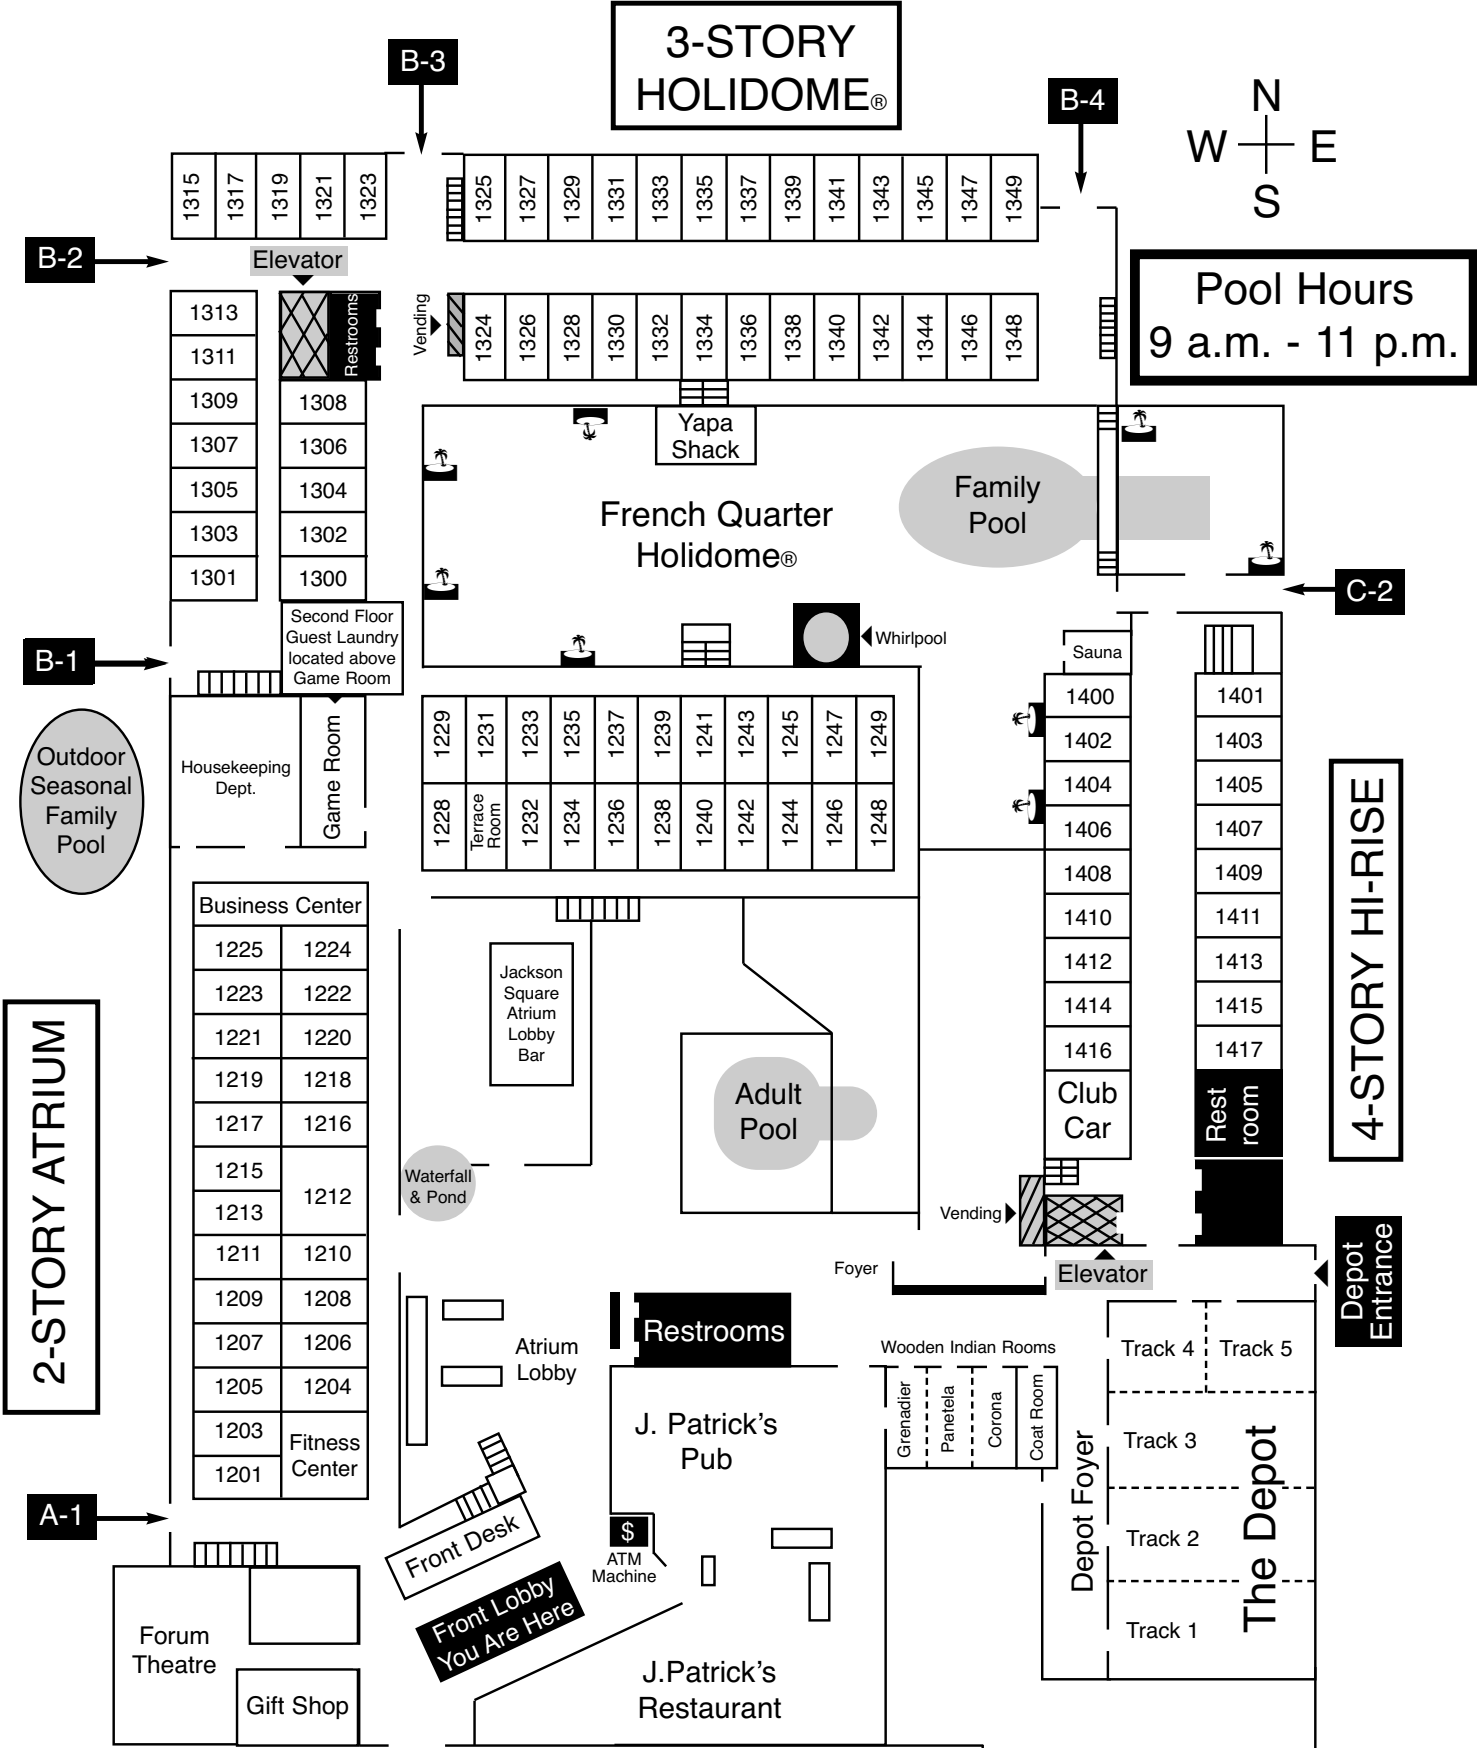 3-STORY
HOLIDOME®
B-3
B-4
N
W E
S
1315
1317
1319
1321
1323
1325
1327
1329
1331
1333
1335
1337
1339
1341
1343
1345
1347
1349
B-2
Elevator
Pool Hours
9 a.m. - 11 p.m.
Restrooms
Vending
1324
1326
1328
1330
1332
1334
1336
1338
1340
1342
1344
1346
1348
1313
1311
1309
1307
1305
1303
1301
1308
1306
1304
1302
1300
Yapa
Shack
Family
Pool
French Quarter
Holidome®
C-2
Second Floor
Guest Laundry
located above
Game Room
B-1
Whirlpool
Sauna
Outdoor
Seasonal
Family
Pool
Housekeeping
Dept.
Game Room
1229
1231
1233
1235
1237
1239
1241
1243
1245
1247
1249
1228
Terrace
Room
1232
1234
1236
1238
1240
1242
1244
1246
1248
1400
1402
1404
1406
1408
1410
1412
1414
1416
Club
Car
1401
1403
1405
1407
1409
1411
1413
1415
1417
Rest
room
4-STORY HI-RISE
2-STORY ATRIUM
Business Center
1225 1224
1223 1222
1221 1220
1219 1218
1217 1216
1215
1212
1213
1211 1210
1209 1208
1207 1206
1205 1204
1203
1201
Fitness
Center
Jackson
Square
Atrium
Lobby
Bar
Adult
Pool
Waterfall
& Pond
Vending
Foyer
Elevator
Depot
Entrance
Restrooms
Atrium
Lobby
Wooden Indian Rooms
Grenadier
Panetela
Corona
Coat Room
Track 4
Track 5
Track 3
Track 2
Track 1
Depot Foyer
The Depot
J. Patrick's
Pub
A-1
Front Desk
$
ATM
Machine
Front Lobby
You Are Here
Forum
Theatre
Gift Shop
J.Patrick's
Restaurant